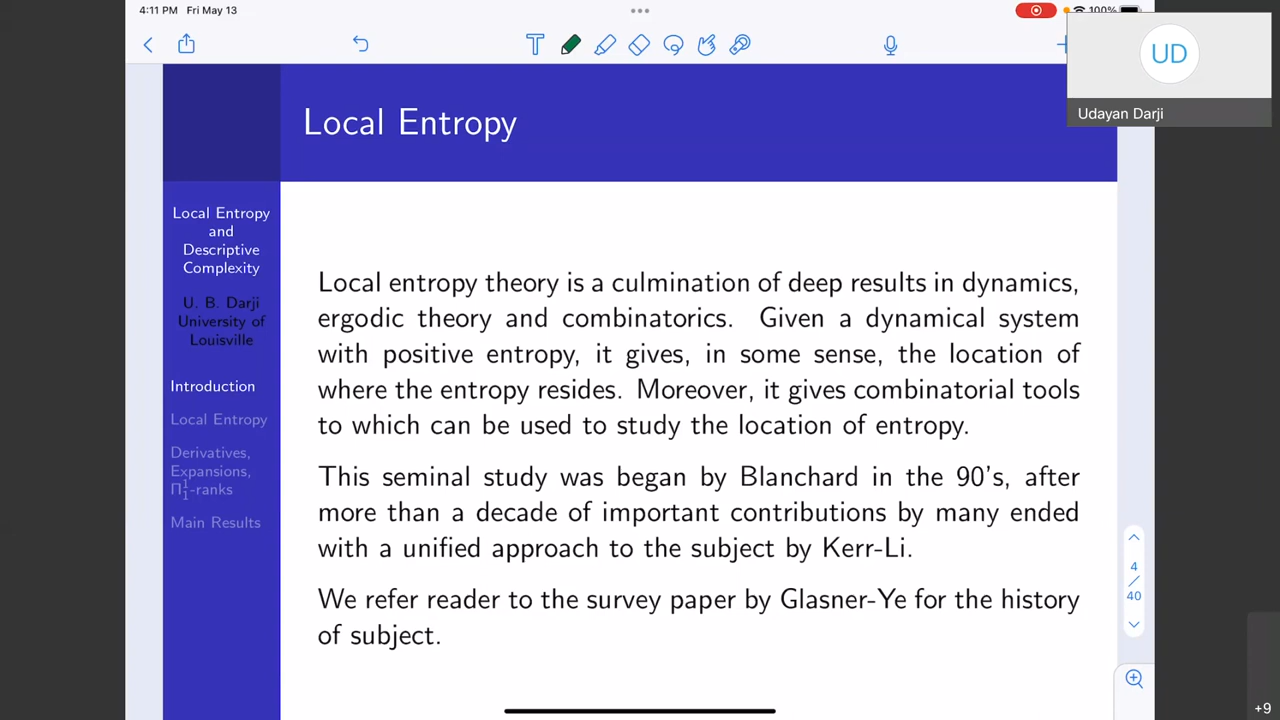 4:11 PM Fri May 13
100%
UD
Udayan Darji
Local Entropy
Local Entropy
and
Descriptive
Complexity
U. B. Darji
University of
Louisville
Introduction
Local Entropy
Derivatives,
Expansions,
Π¹₁-ranks
Main Results
Local entropy theory is a culmination of deep results in dynamics,
ergodic theory and combinatorics. Given a dynamical system
with positive entropy, it gives, in some sense, the location of
where the entropy resides. Moreover, it gives combinatorial tools
to which can be used to study the location of entropy.
This seminal study was began by Blanchard in the 90's, after
more than a decade of important contributions by many ended
with a unified approach to the subject by Kerr-Li.
We refer reader to the survey paper by Glasner-Ye for the history
of subject.
4
/
40
+9